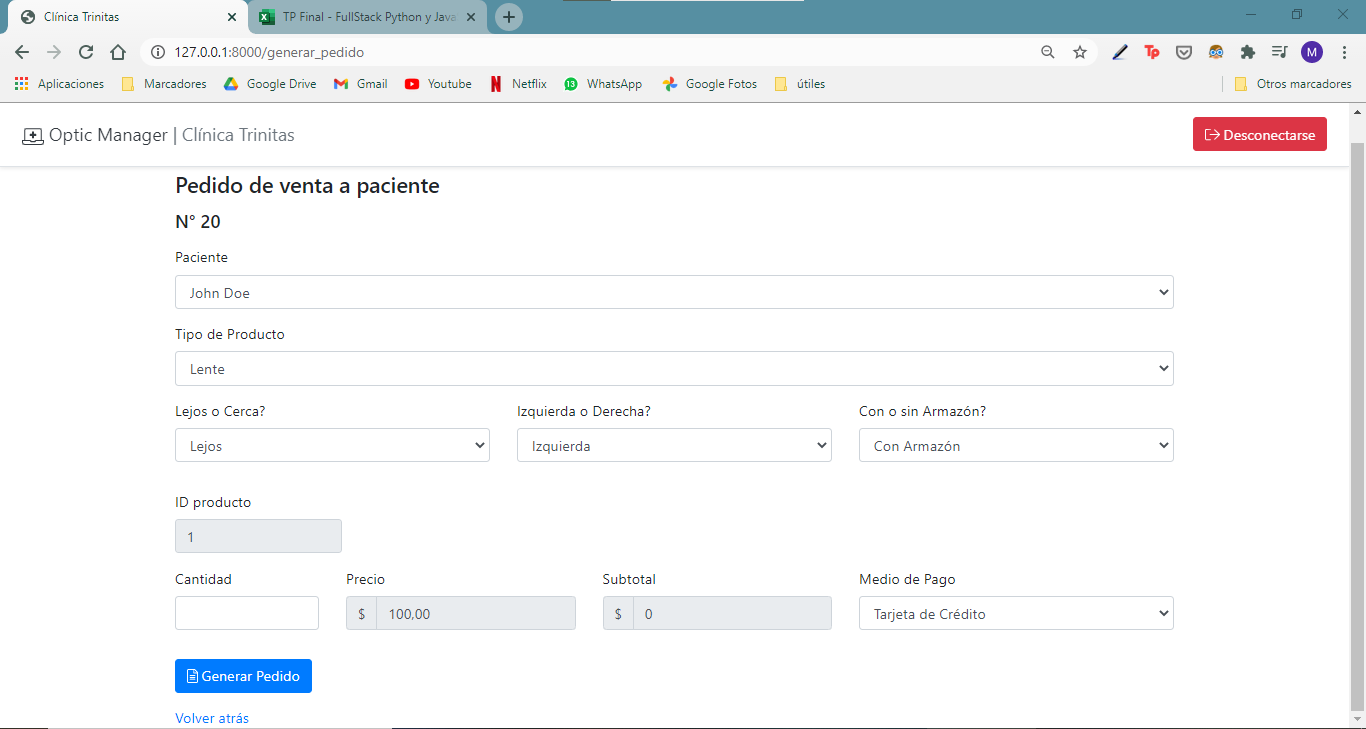 Clínica Trinitas
TP Final - FullStack Python y Java
127.0.0.1:8000/generar_pedido
Tp
M
Aplicaciones
Marcadores
Google Drive
Gmail
Youtube
Netflix
13
WhatsApp
Google Fotos
útiles
Otros marcadores
Optic Manager | Clínica Trinitas
Desconectarse
Pedido de venta a paciente
N° 20
Paciente
John Doe
Tipo de Producto
Lente
Lejos o Cerca? Izquierda o Derecha? Con o sin Armazón?
Lejos Izquierda Con Armazón
ID producto
1
Cantidad Precio Subtotal Medio de Pago
$ 100,00 $ 0 Tarjeta de Crédito
Generar Pedido
Volver atrás